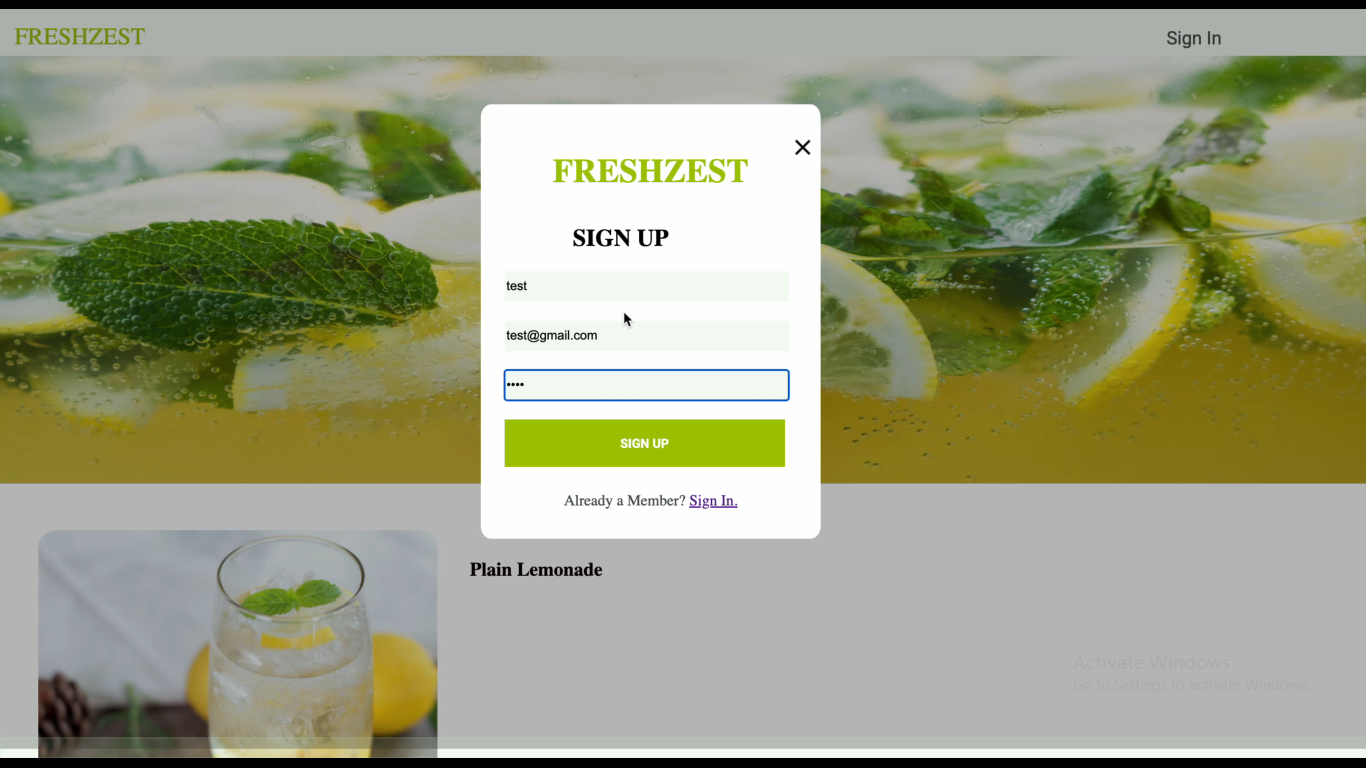 FRESHZEST
Sign In
FRESHZEST
SIGN UP
test
test@gmail.com
••••
SIGN UP
Already a Member? Sign In.
Plain Lemonade
Activate Windows
Go to Settings to activate Windows.